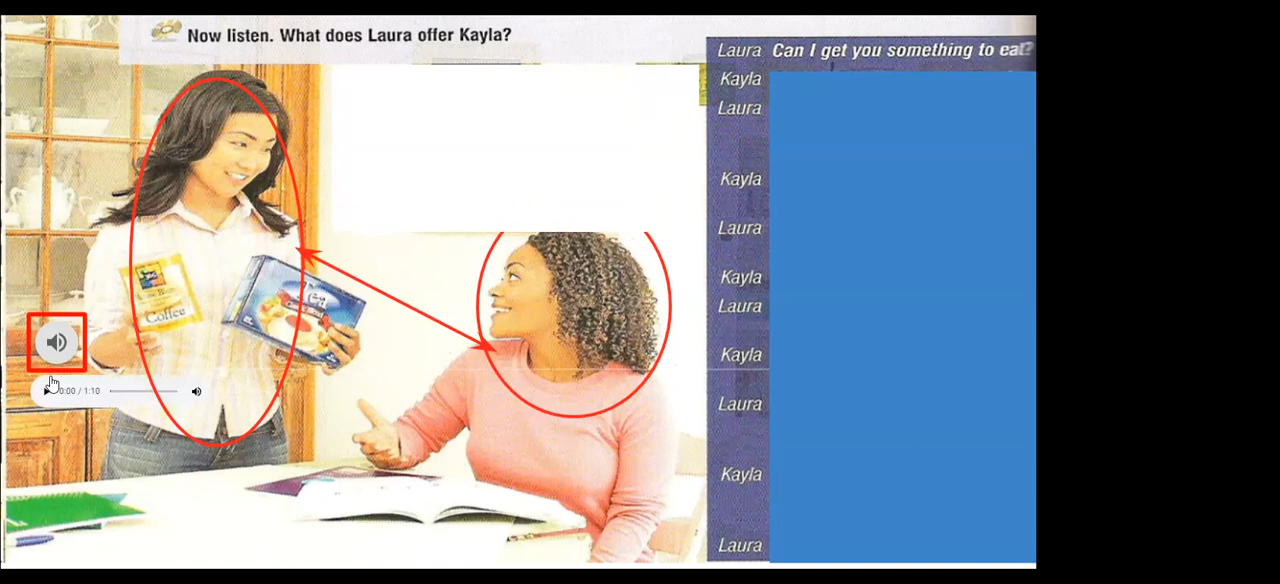 Now listen. What does Laura offer Kayla?
Laura Can I get you something to eat?
Kayla
Laura
Kayla
Laura
Kayla
Laura
Kayla
Laura
Kayla
Laura
Coffee
0:00 / 1:10